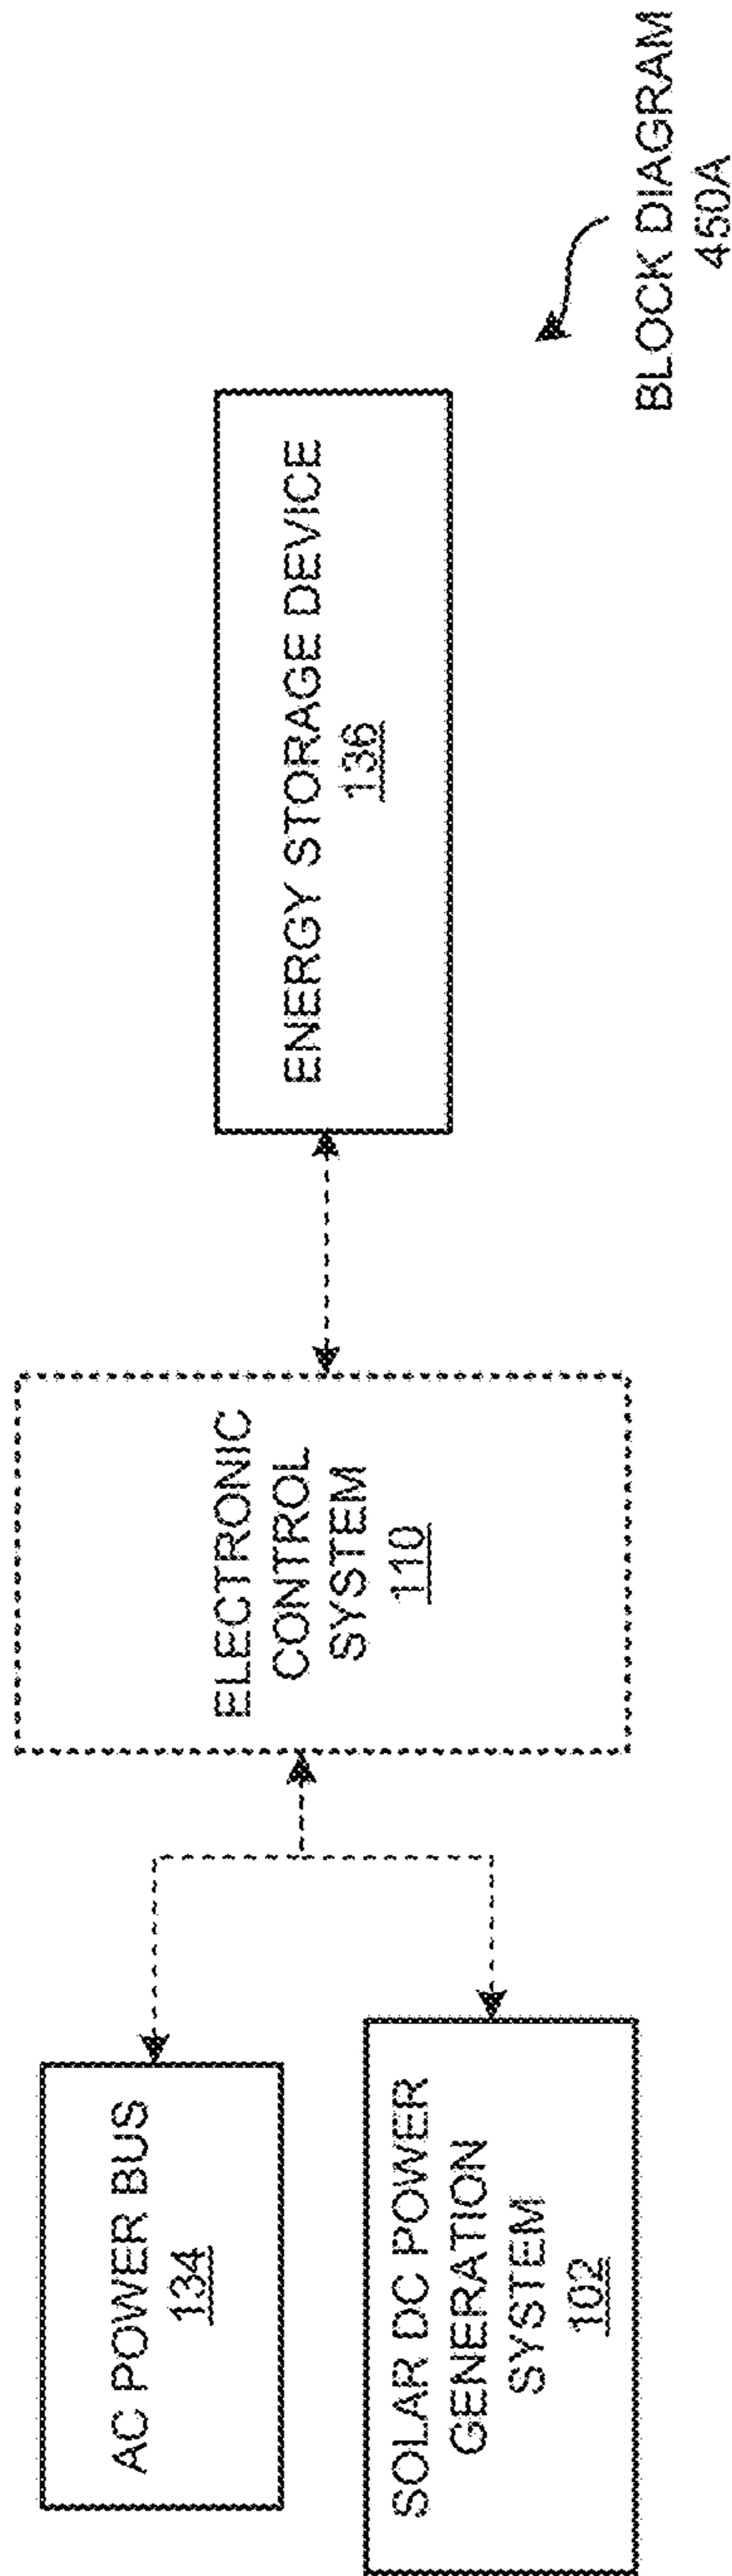 AC POWER BUS
134
SOLAR DC POWER
GENERATION
SYSTEM
102
ELECTRONIC
CONTROL
SYSTEM
110
ENERGY STORAGE DEVICE
136
BLOCK DIAGRAM
450A